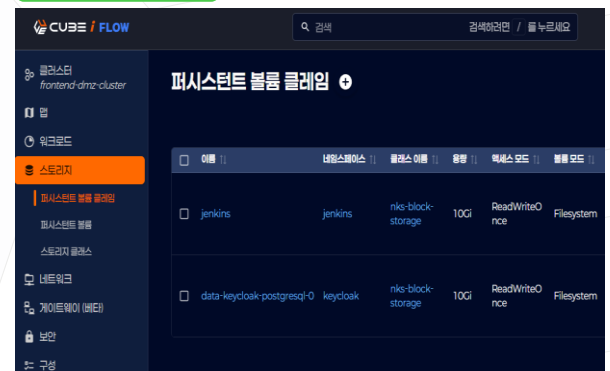 CUBE i FLOW
검색
검색하려면 / 를 누르세요
클러스터
frontend-dmz-cluster
맵
워크로드
스토리지
퍼시스턴트 볼륨 클레임
퍼시스턴트 볼륨
스토리지 클래스
네트워크
게이트웨이 (베타)
보안
구성
퍼시스턴트 볼륨 클레임
이름 네임스페이스 클래스 이름 용량 액세스 모드 볼륨 모드
jenkins jenkins nks-block-storage 10Gi ReadWriteOnce Filesystem
data-keycloak-postgresql-0 keycloak nks-block-storage 10Gi ReadWriteOnce Filesystem